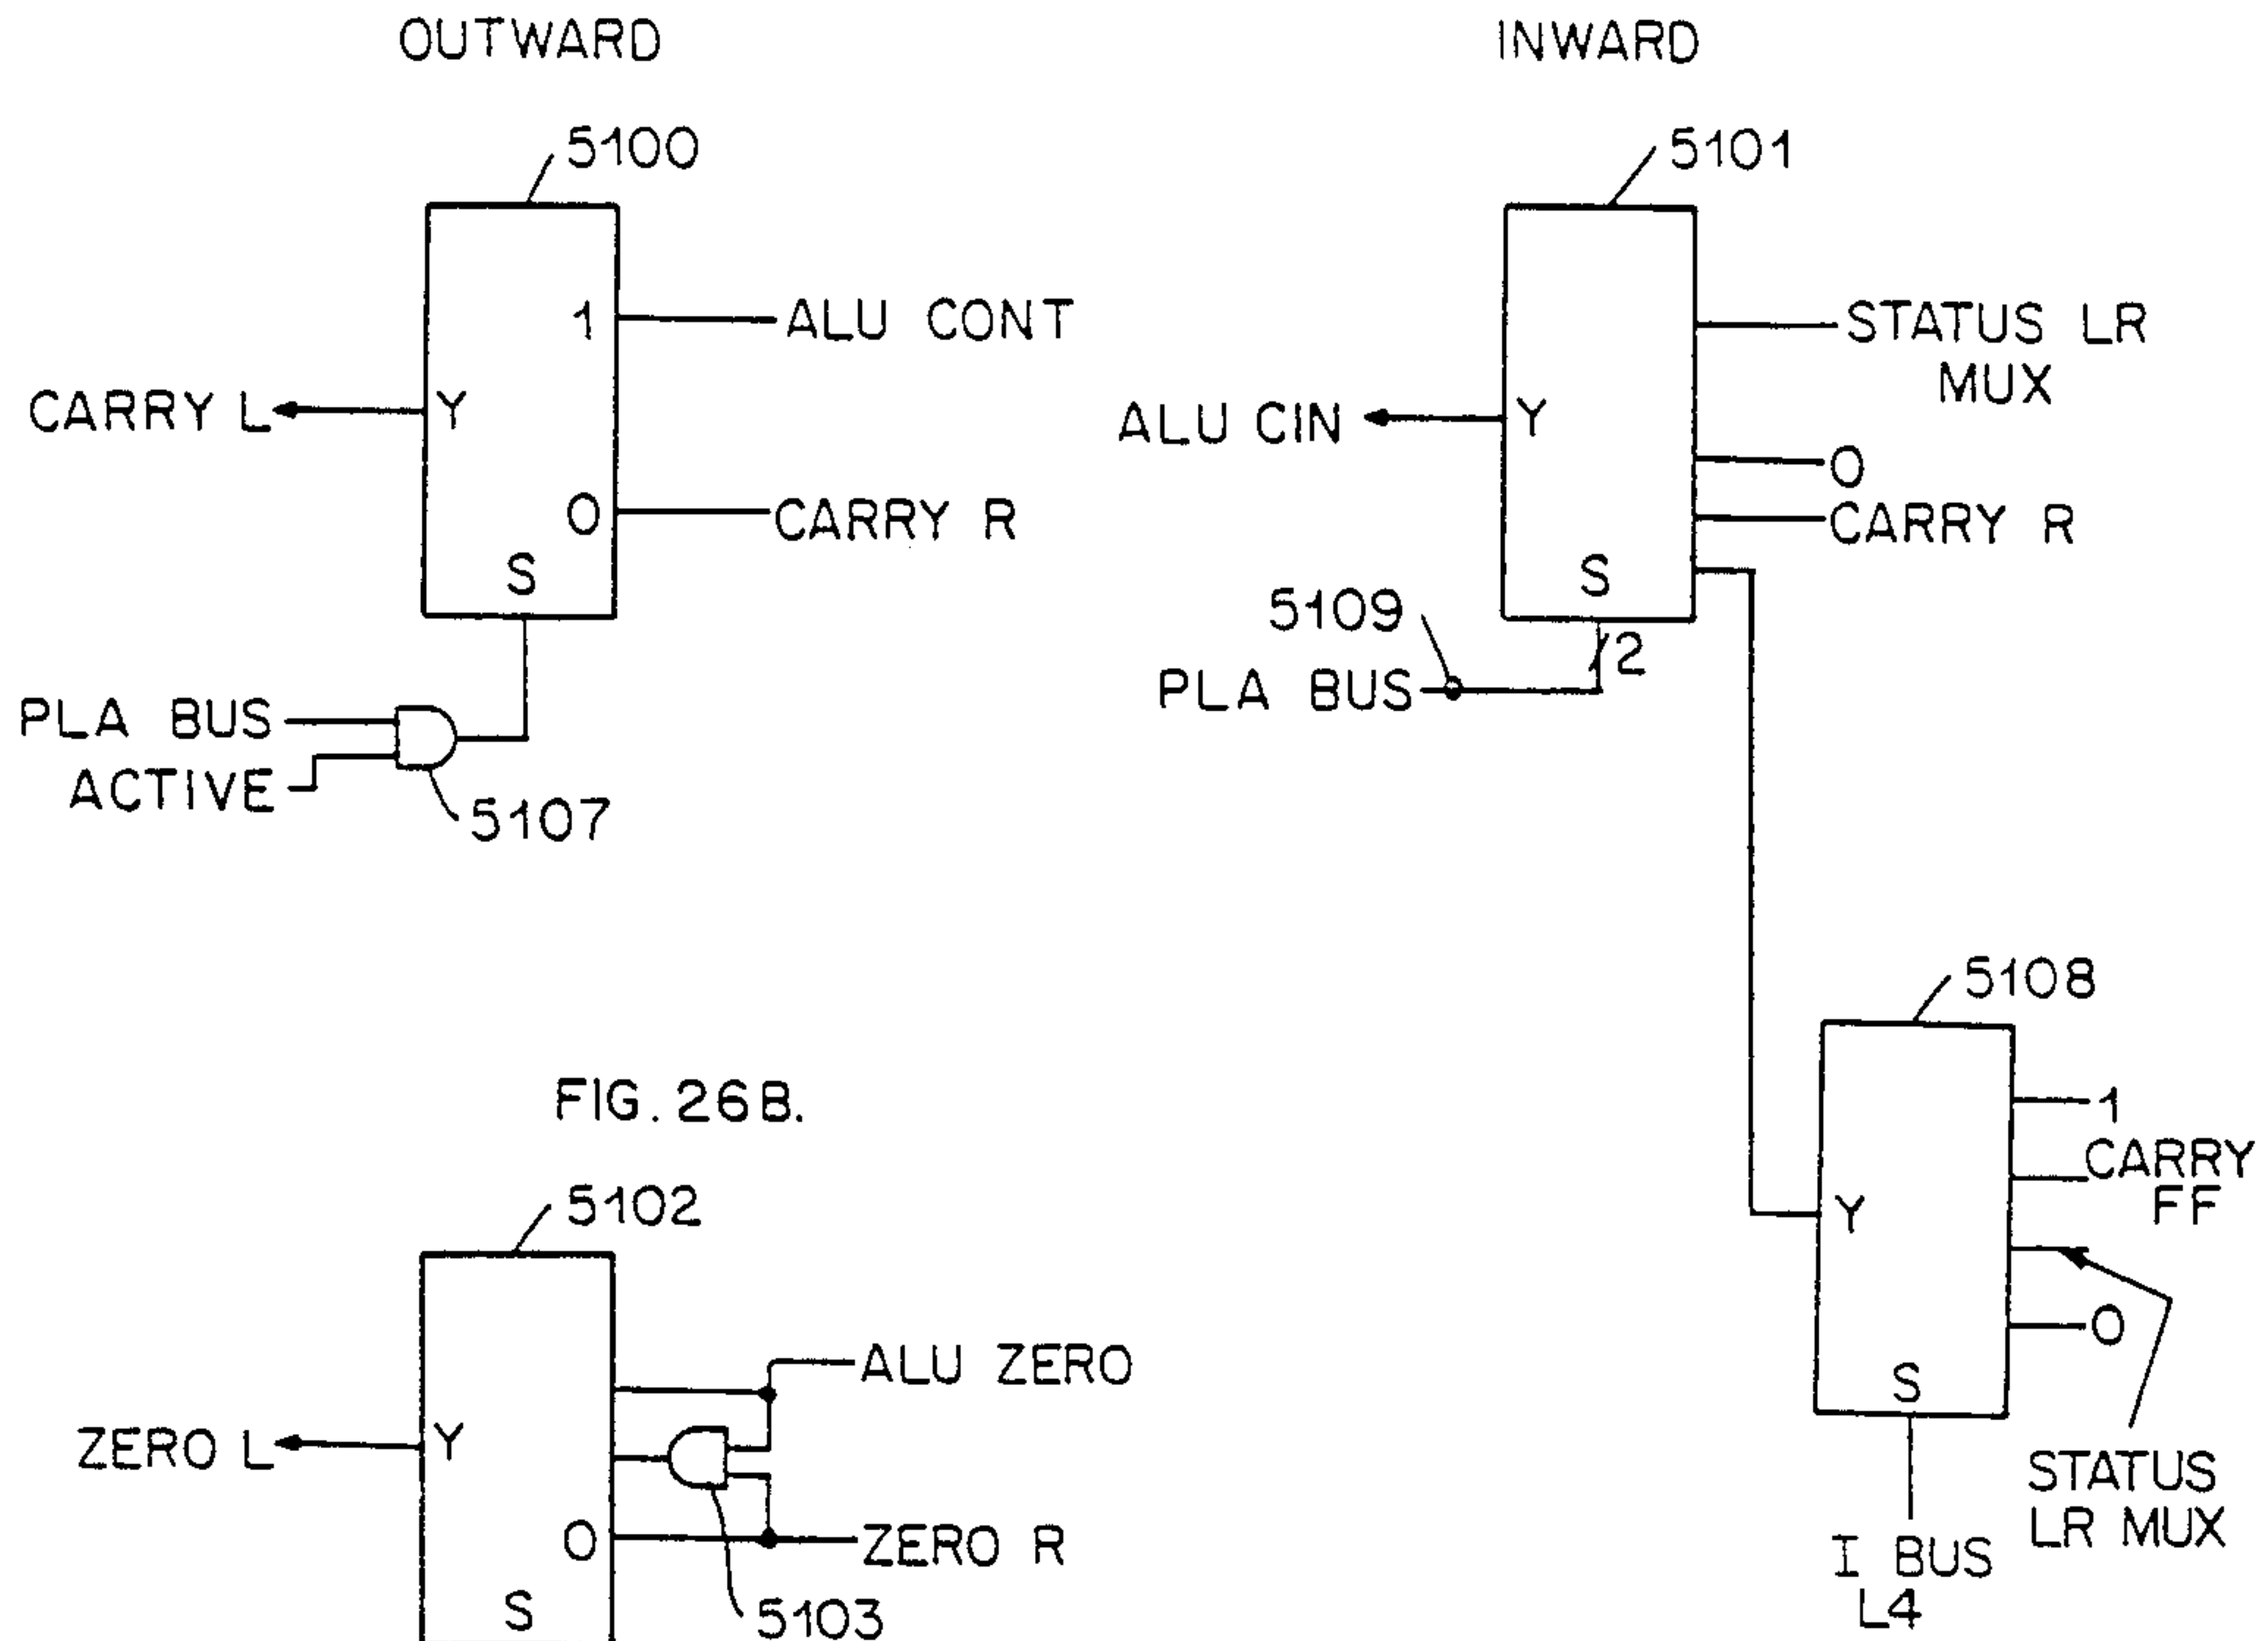 OUTWARD
INWARD
5100
5101
1
ALU CONT
STATUS LR
MUX
CARRY L
Y
ALU CIN
Y
0
0
CARRY R
CARRY R
S
S
5109
2
PLA BUS
PLA BUS
ACTIVE
5107
5108
FIG. 26B.
1
CARRY
FF
5102
Y
0
ALU ZERO
ZERO L
Y
S
STATUS
LR MUX
0
ZERO R
I BUS
L4
S
5103